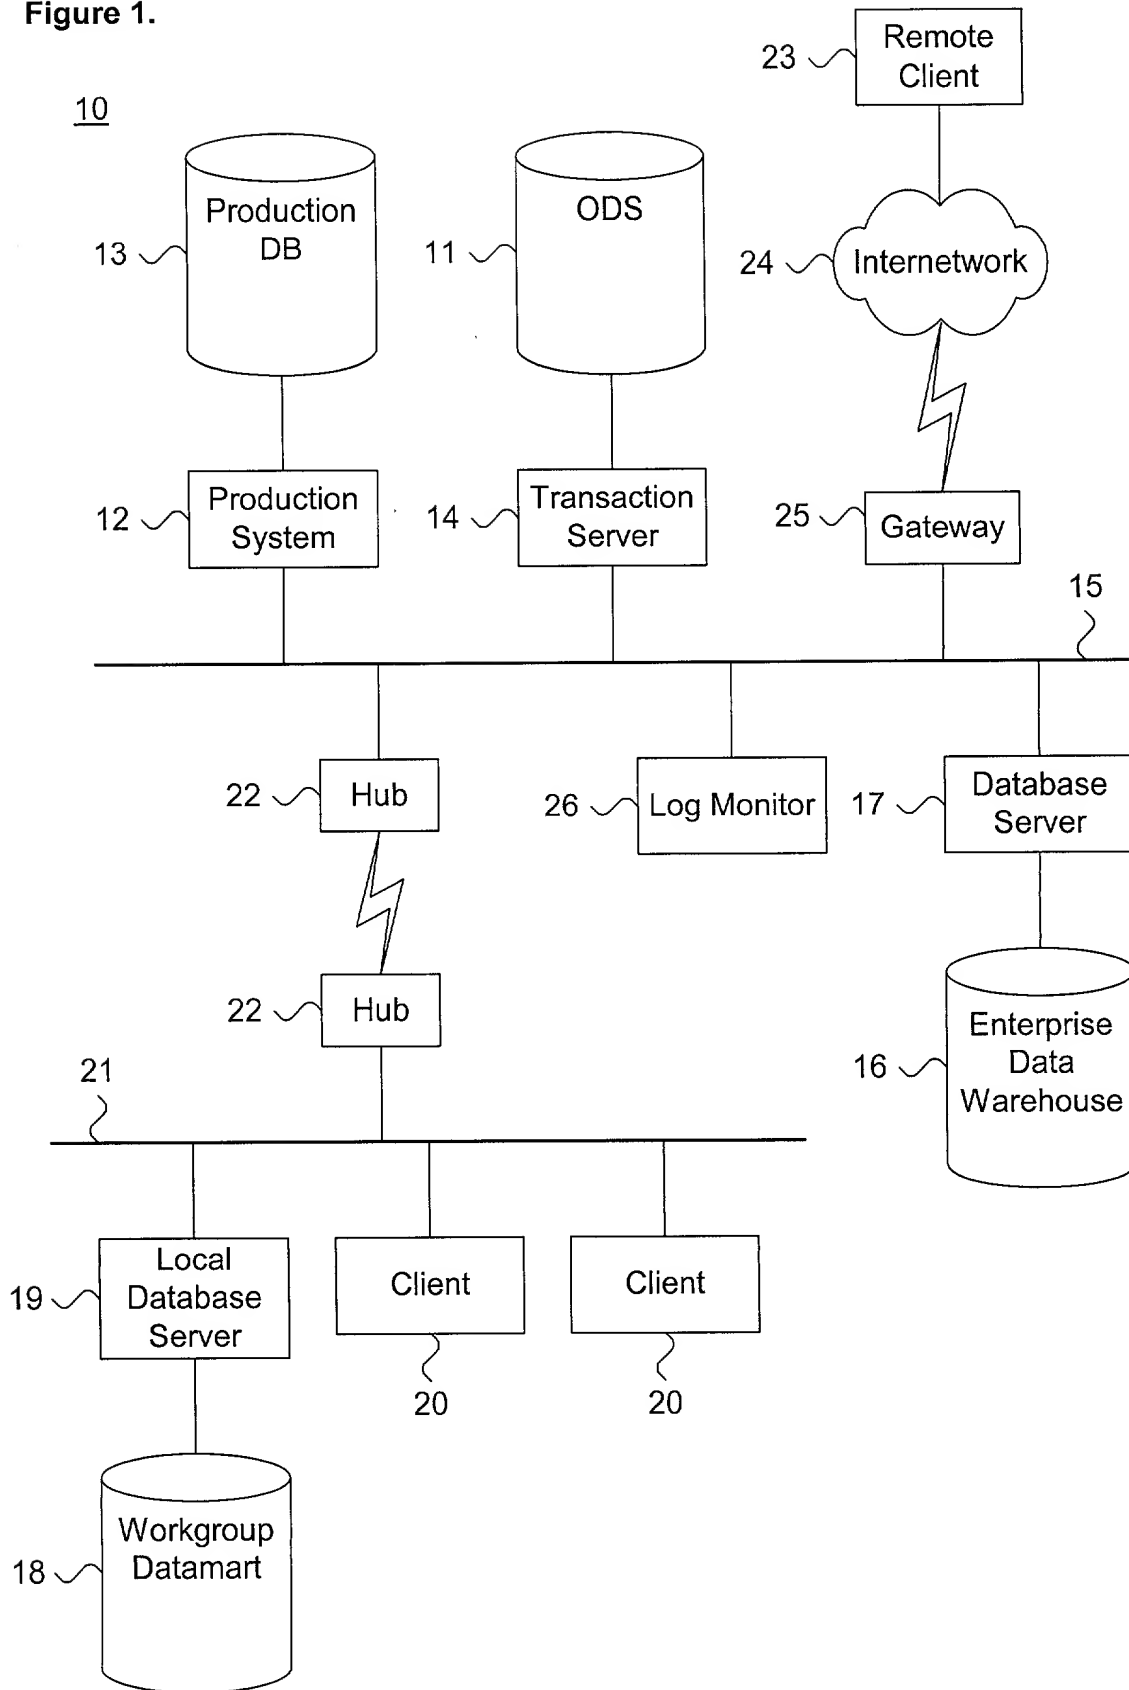 Figure 1.
10
23
Remote
Client
Production
DB
13
ODS
11
24
Internetwork
12
Production
System
14
Transaction
Server
25
Gateway
15
22
Hub
26
Log Monitor
17
Database
Server
22
Hub
16
Enterprise
Data
Warehouse
21
19
Local
Database
Server
Client
Client
20
20
18
Workgroup
Datamart